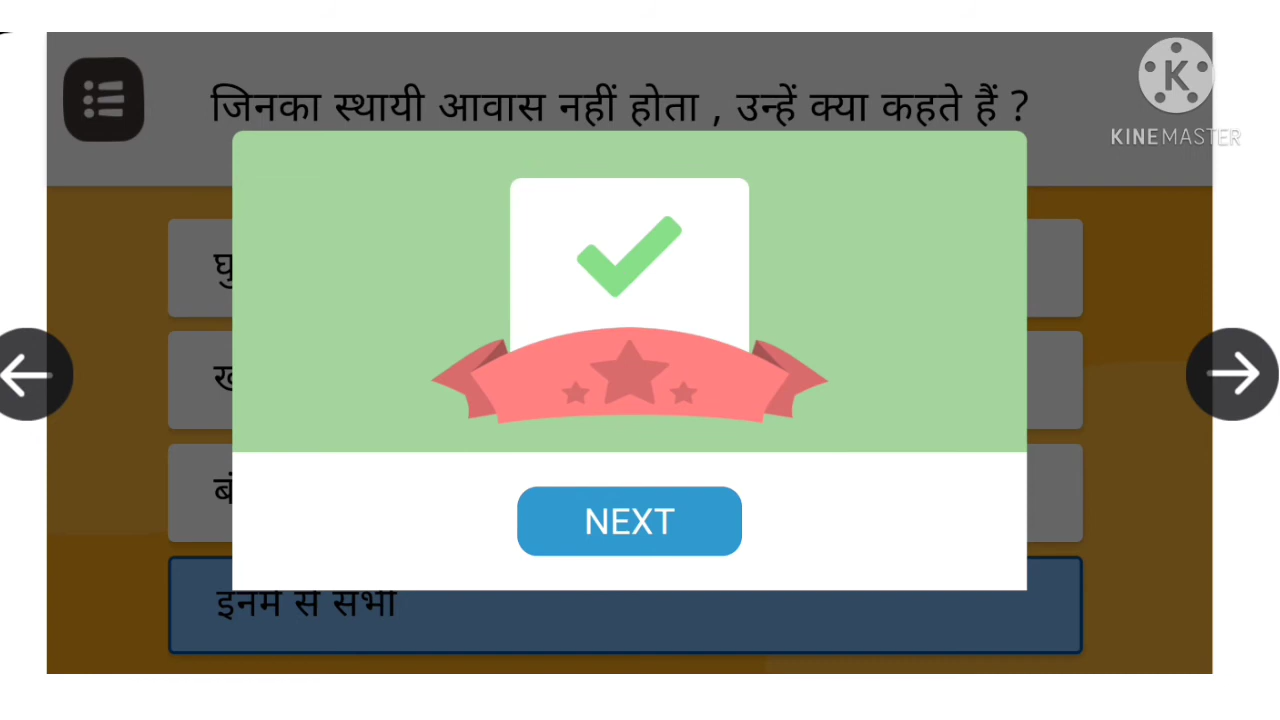 जिनका स्थायी आवास नहीं होता , उन्हें क्या कहते हैं ?
KINEMASTER
NEXT
इनमें से सभी